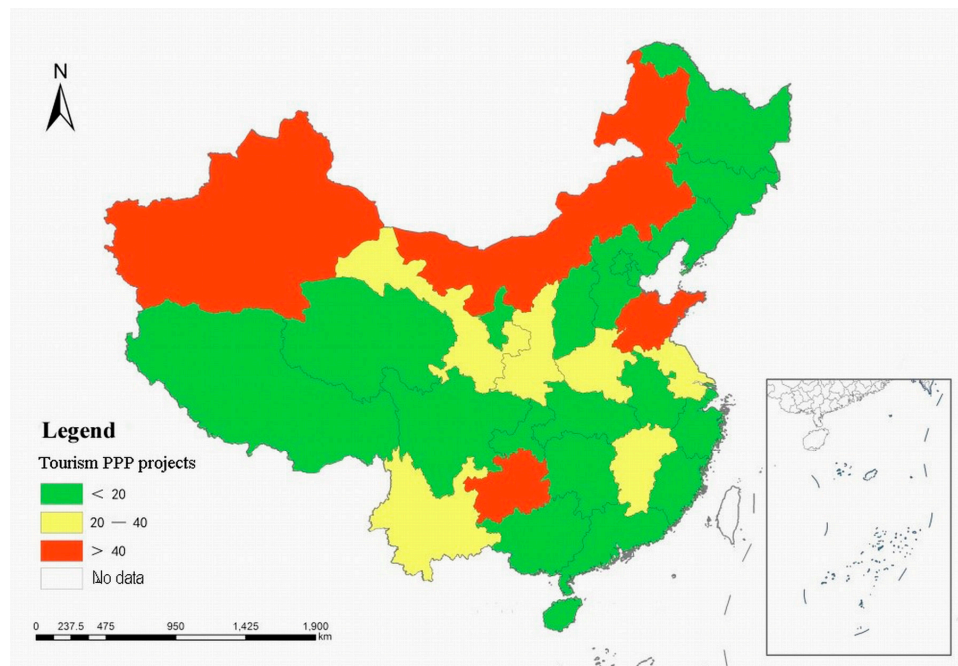 N
Legend
Tourism PPP projects
< 20
20 — 40
> 40
No data
0 237.5 475 950 1,425 1,900
km